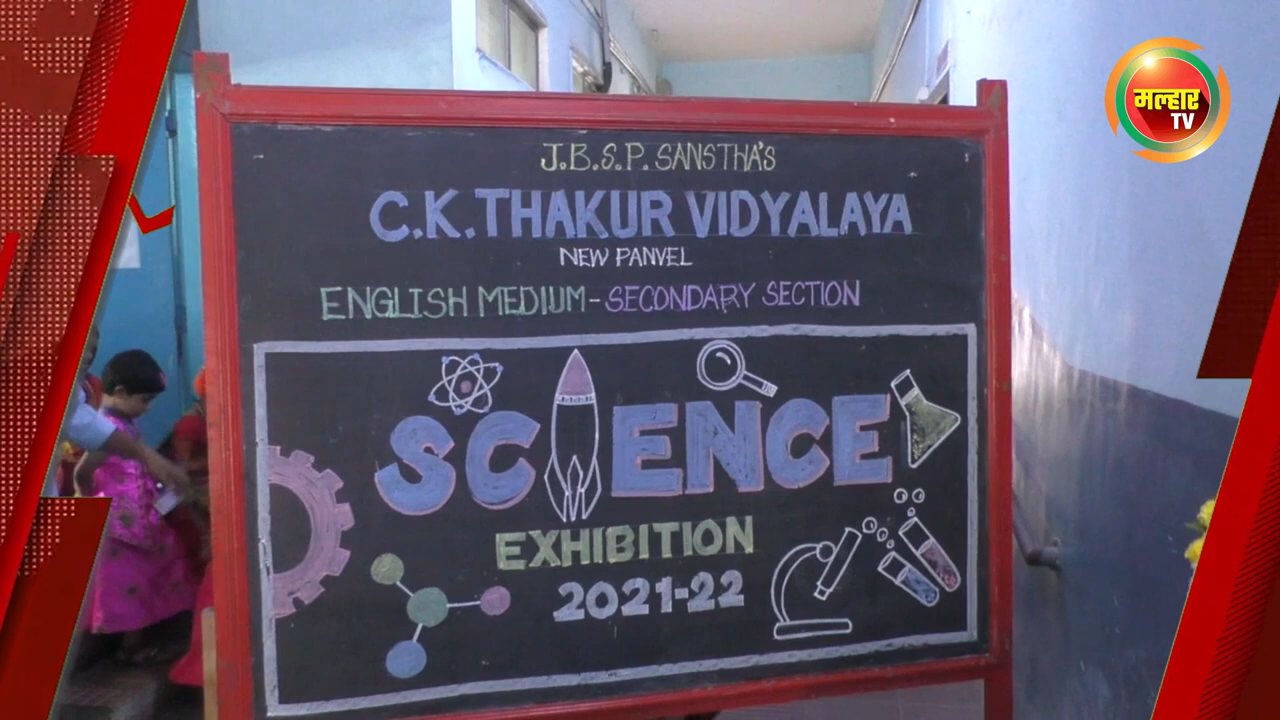 मल्हार
TV
J.B.S.P. SANSTHA'S
C.K. THAKUR VIDYALAYA
NEW PANVEL
ENGLISH MEDIUM - SECONDARY SECTION
SCIENCE
EXHIBITION
2021-22